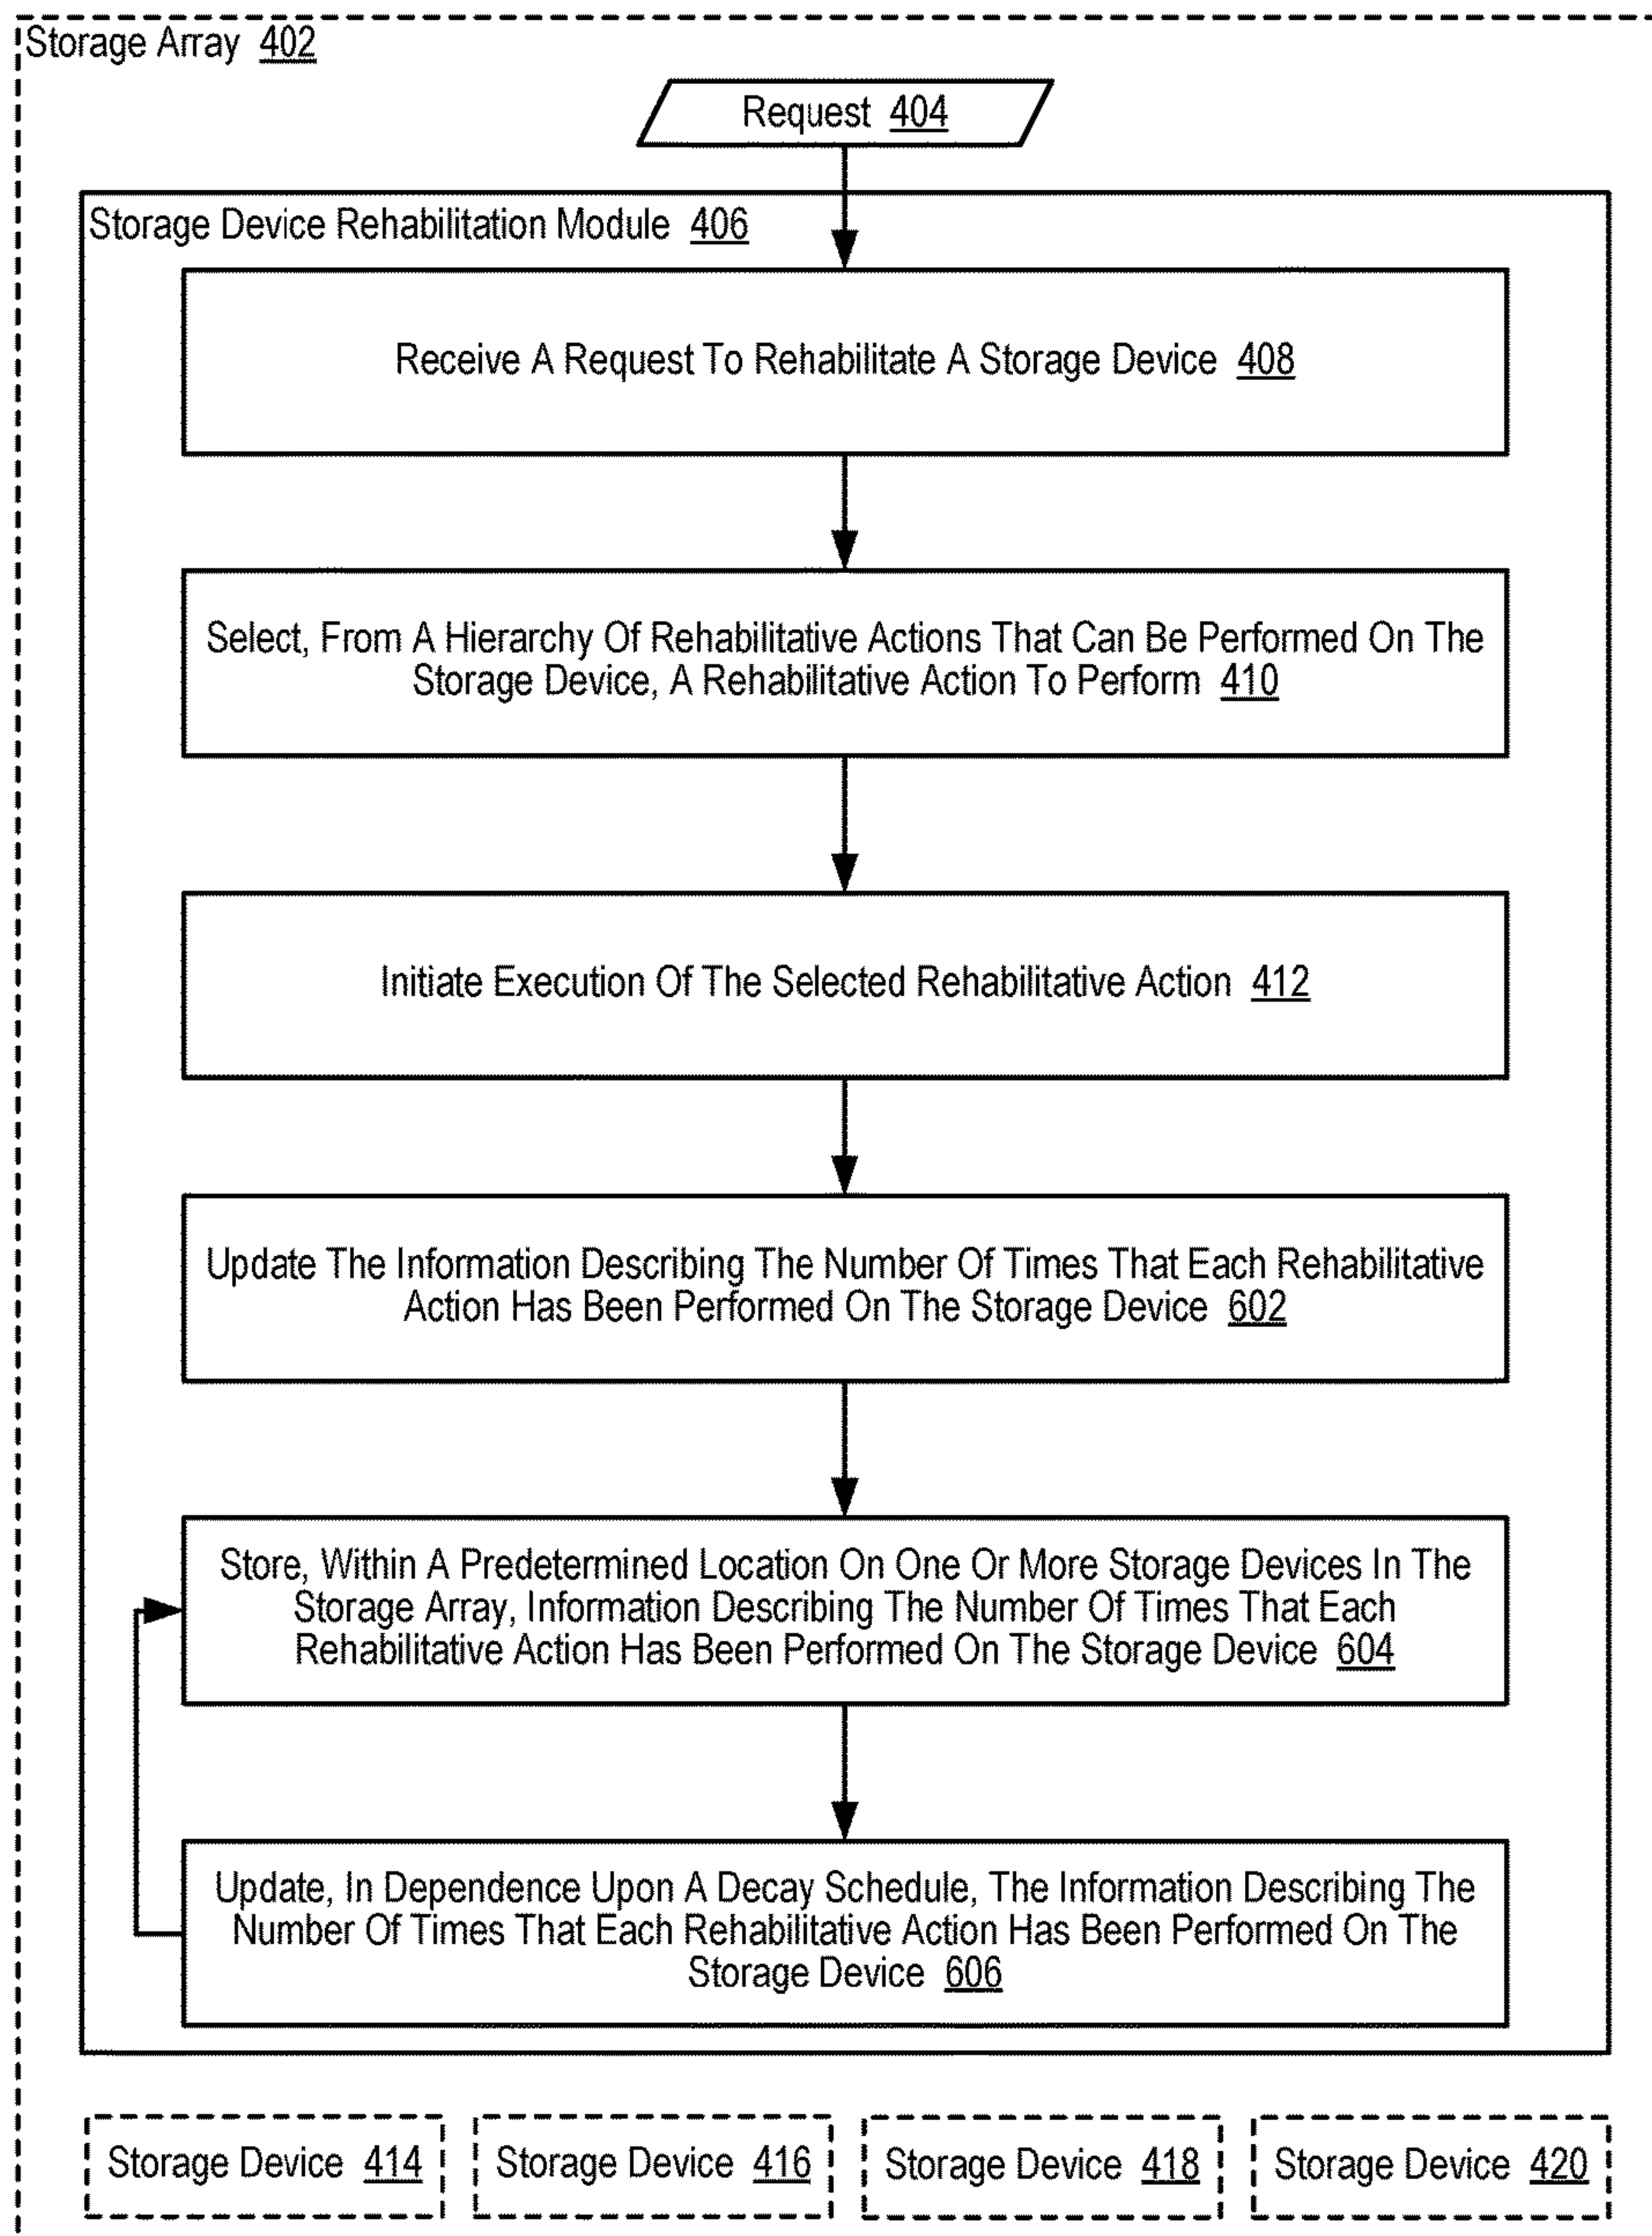 Storage Array 402
Request 404
Storage Device Rehabilitation Module 406
Receive A Request To Rehabilitate A Storage Device 408
Select, From A Hierarchy Of Rehabilitative Actions That Can Be Performed On The
Storage Device, A Rehabilitative Action To Perform 410
Initiate Execution Of The Selected Rehabilitative Action 412
Update The Information Describing The Number Of Times That Each Rehabilitative
Action Has Been Performed On The Storage Device 602
Store, Within A Predetermined Location On One Or More Storage Devices In The
Storage Array, Information Describing The Number Of Times That Each
Rehabilitative Action Has Been Performed On The Storage Device 604
Update, In Dependence Upon A Decay Schedule, The Information Describing The
Number Of Times That Each Rehabilitative Action Has Been Performed On The
Storage Device 606
Storage Device 414
Storage Device 416
Storage Device 418
Storage Device 420